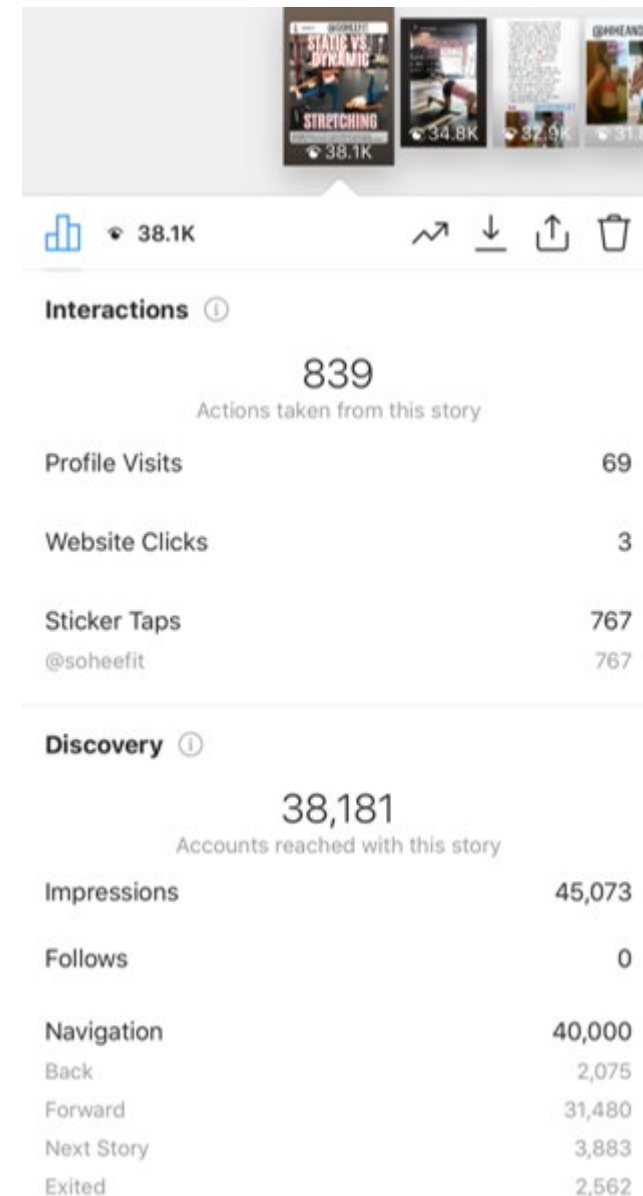 @SOHEEFIT
STATIC VS.
DYNAMIC
STRETCHING
38.1K
34.8K
32.9K
38.1K
Interactions
839
Actions taken from this story
Profile Visits 69
Website Clicks 3
Sticker Taps 767
@soheefit 767
Discovery
38,181
Accounts reached with this story
Impressions 45,073
Follows 0
Navigation 40,000
Back 2,075
Forward 31,480
Next Story 3,883
Exited 2,562